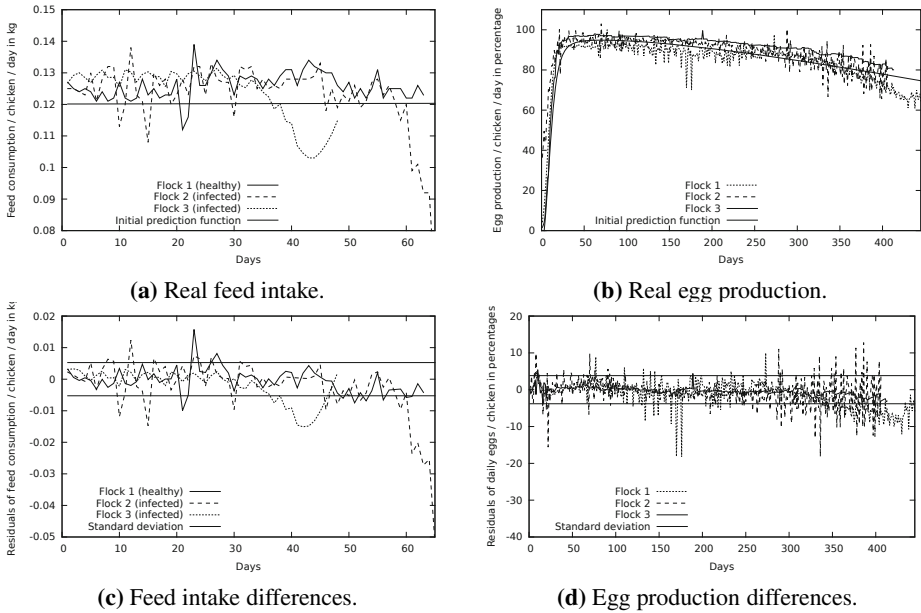 Feed consumption / chicken / day in kg
0.15
0.14
0.13
0.12
0.11
0.1
0.09
0.08
Flock 1 (healthy)
Flock 2 (infected)
Flock 3 (infected)
Initial prediction function
0 10 20 30 40 50 60
Days
(a) Real feed intake.
Egg production / chicken / day in percentage
100
80
60
40
20
0
Flock 1
Flock 2
Flock 3
Initial prediction function
0 50 100 150 200 250 300 350 400
Days
(b) Real egg production.
Residuals of feed consumption / chicken / day in kg
0.02
0.01
0
-0.01
-0.02
-0.03
-0.04
-0.05
Flock 1 (healthy)
Flock 2 (infected)
Flock 3 (infected)
Standard deviation
0 10 20 30 40 50 60
Days
(c) Feed intake differences.
Residuals of daily eggs / chicken in percentages
20
10
0
-10
-20
-30
-40
Flock 1
Flock 2
Flock 3
Standard deviation
0 50 100 150 200 250 300 350 400
Days
(d) Egg production differences.